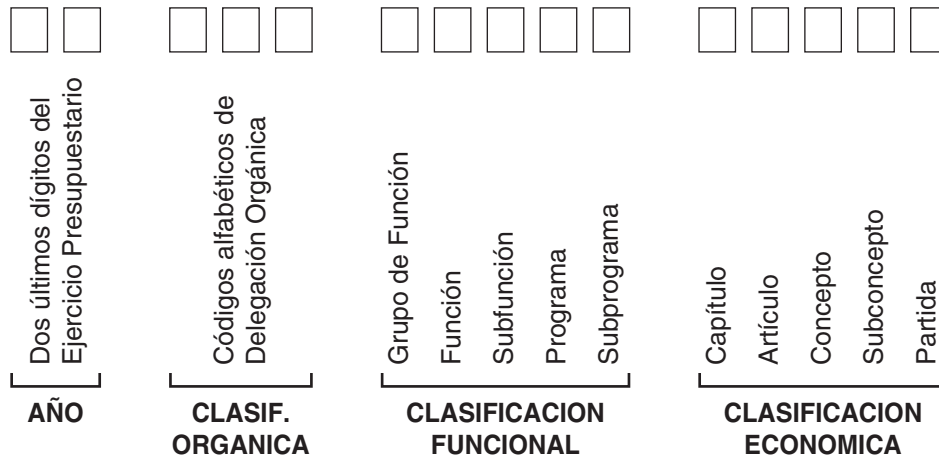 Dos últimos dígitos del
Ejercicio Presupuestario
Códigos alfabéticos de
Delegación Orgánica
Grupo de Función
Función
Subfunción
Programa
Subprograma
Capítulo
Artículo
Concepto
Subconcepto
Partida
AÑO
CLASIF.
ORGANICA
CLASIFICACION
FUNCIONAL
CLASIFICACION
ECONOMICA